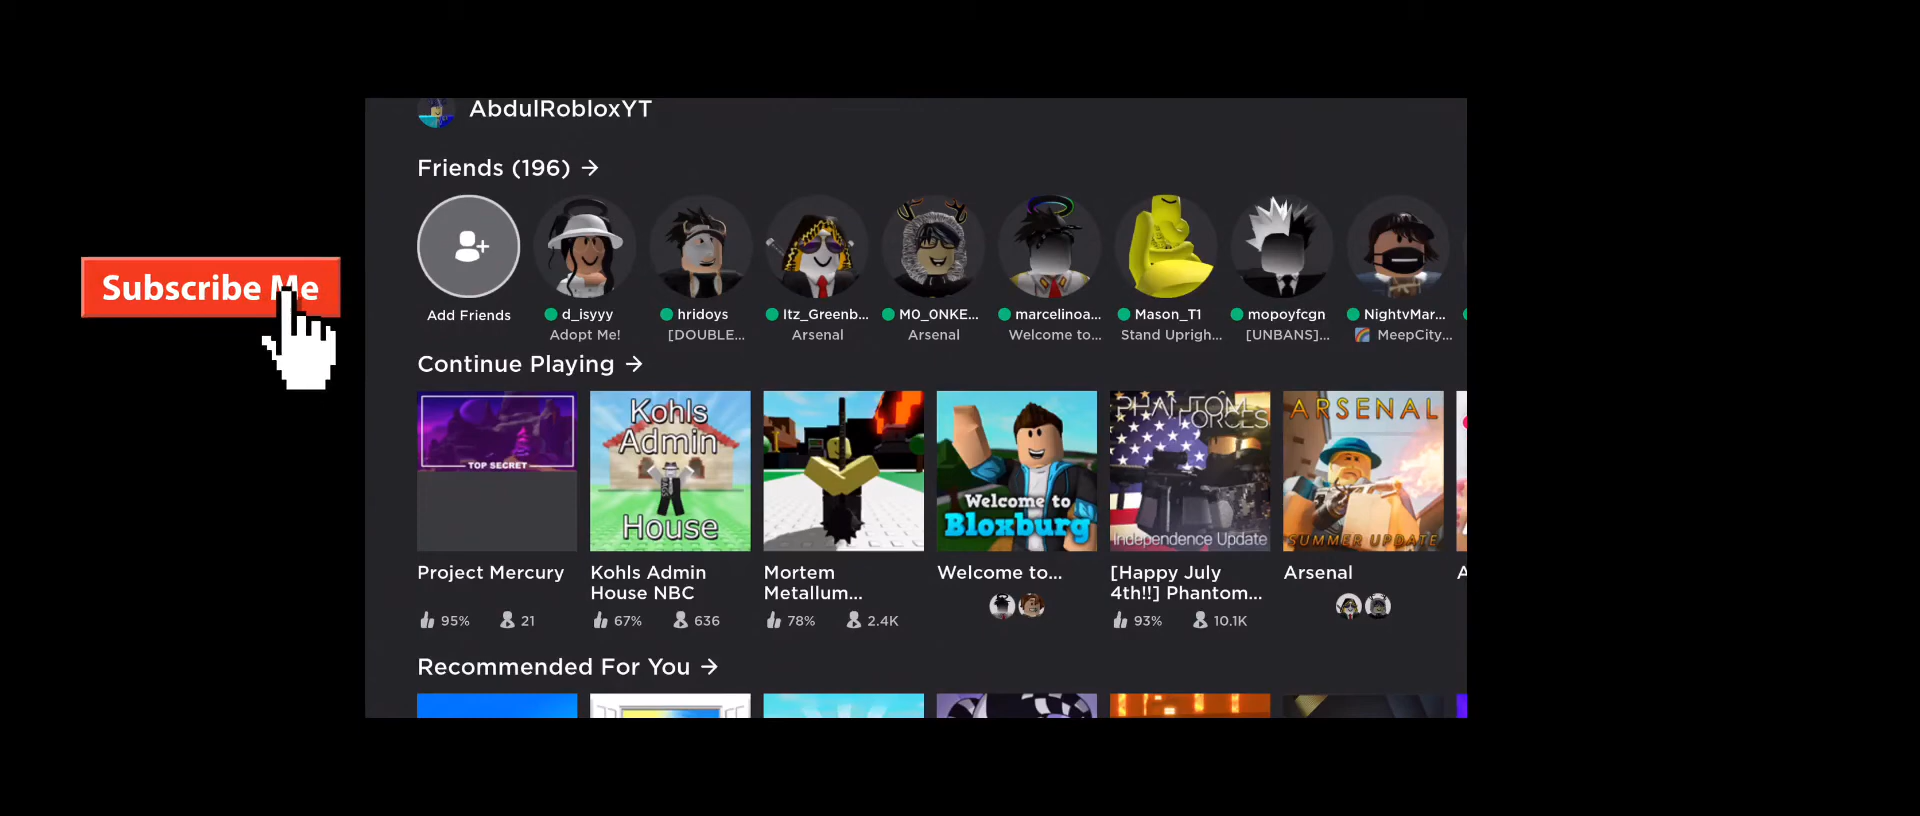 AbdulRobloxYT
Friends (196) →
Subscribe Me
Add Friends
d_isyyy
hridoys
Itz_Greenb...
M0_0NKE...
marcelinoa...
Mason_T1
mopoyfcgn
NightvMar...
Adopt Me!
[DOUBLE...
Arsenal
Arsenal
Welcome to...
Stand Uprigh...
[UNBANS]...
MeepCity...
Continue Playing →
TOP SECRET
Kohls
Admin
House
Welcome to
Bloxburg
PHANTOM
FORCES
Independence Update
ARSENAL
SUMMER UPDATE
Project Mercury
Kohls Admin
House NBC
Mortem
Metallum...
Welcome to...
[Happy July
4th!!] Phantom...
Arsenal
A
95% 21
67% 636
78% 2.4K
93% 10.1K
Recommended For You →